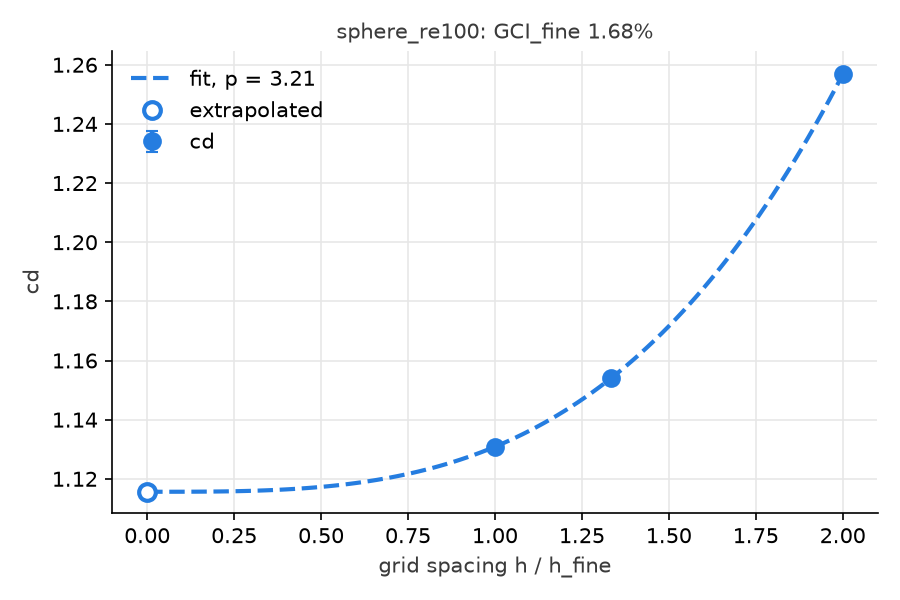 sphere_re100: GCI_fine 1.68%
fit, p = 3.21
extrapolated
cd
cd
1.26
1.24
1.22
1.20
1.18
1.16
1.14
1.12
0.00 0.25 0.50 0.75 1.00 1.25 1.50 1.75 2.00
grid spacing h / h_fine